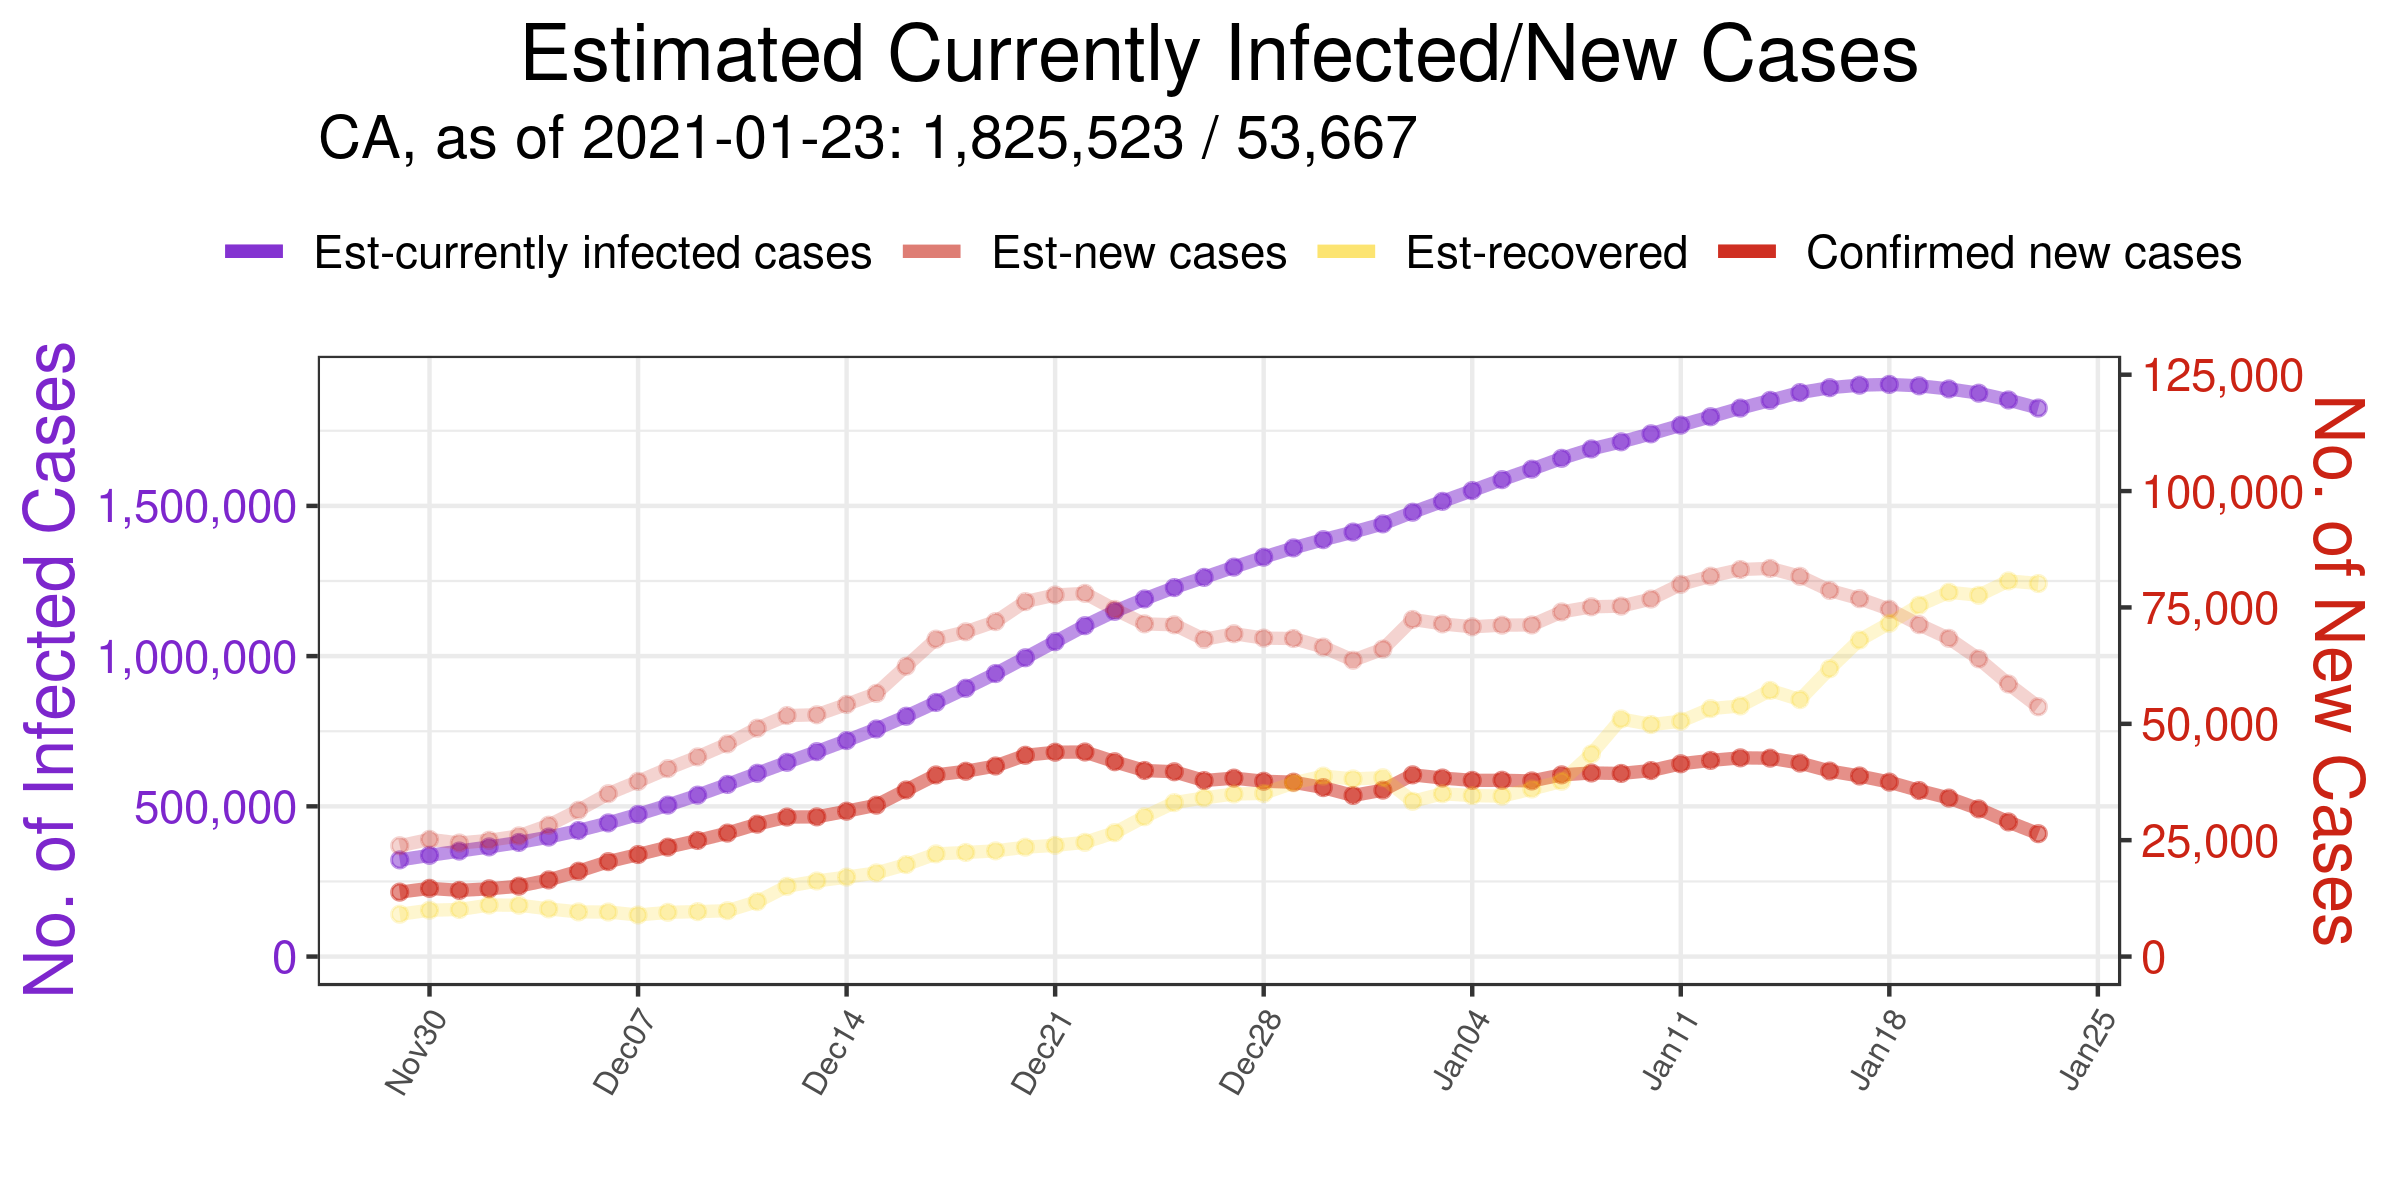 Estimated Currently Infected/New Cases
CA, as of 2021-01-23: 1,825,523 / 53,667
Est-currently infected cases Est-new cases Est-recovered Confirmed new cases
No. of Infected Cases
1,500,000
1,000,000
500,000
0
125,000
100,000
75,000
50,000
25,000
0
No. of New Cases
Nov30 Dec07 Dec14 Dec21 Dec28 Jan04 Jan11 Jan18 Jan25